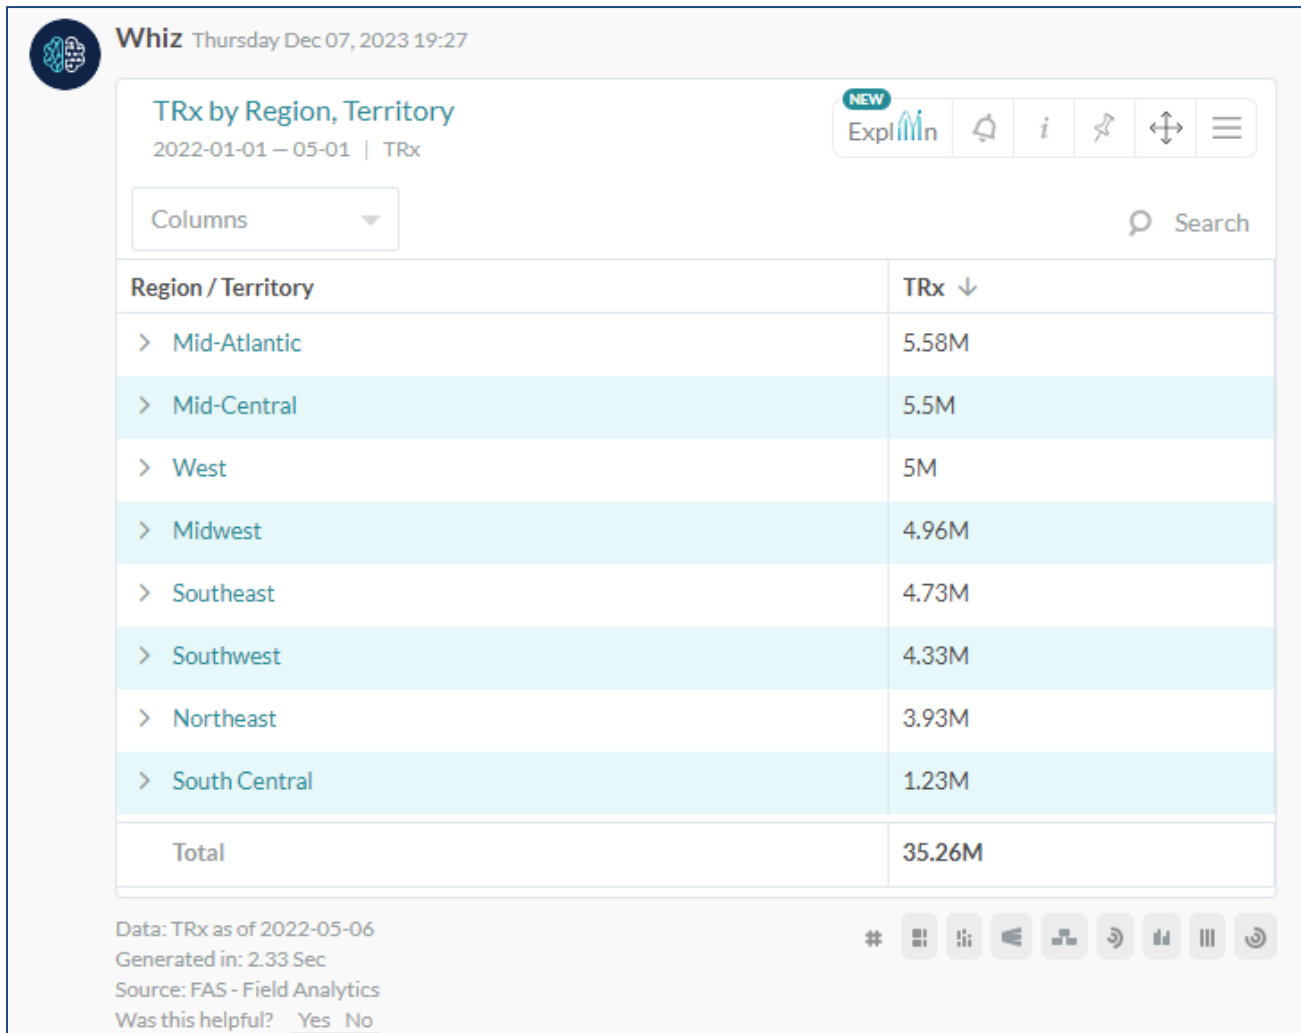 Whiz Thursday Dec 07, 2023 19:27
TRx by Region, Territory
2022-01-01 — 05-01 | TRx
NEW
Explain
i
Columns
Search
Region / Territory TRx
Mid-Atlantic 5.58M
Mid-Central 5.5M
West 5M
Midwest 4.96M
Southeast 4.73M
Southwest 4.33M
Northeast 3.93M
South Central 1.23M
Total 35.26M
Data: TRx as of 2022-05-06
Generated in: 2.33 Sec
Source: FAS - Field Analytics
Was this helpful? Yes No
#